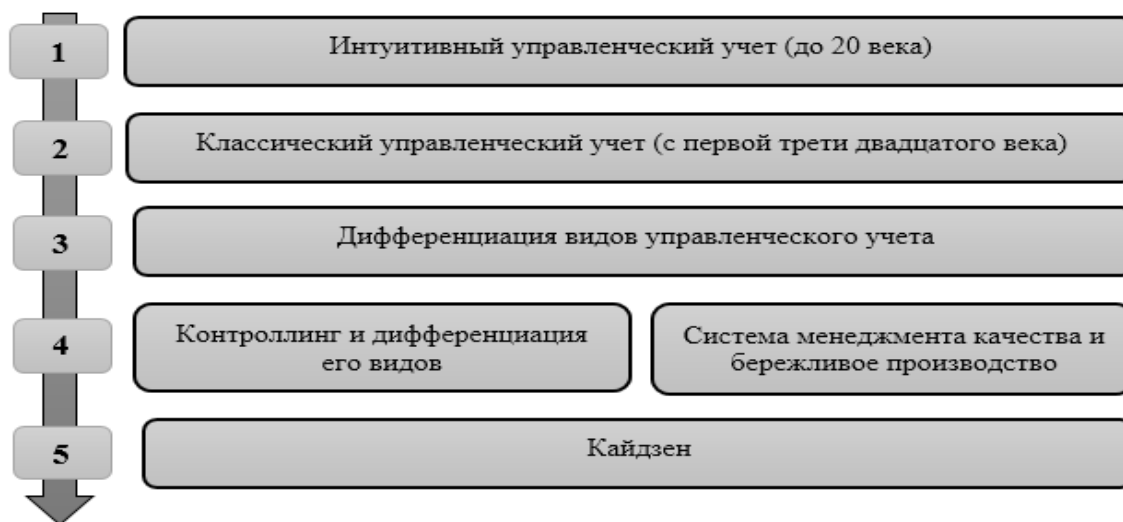 1
Интуитивный управленческий учет (до 20 века)
2
Классический управленческий учет (с первой трети двадцатого века)
3
Дифференциация видов управленческого учета
4
Контроллинг и дифференциация
его видов
Система менеджмента качества и
бережливое производство
5
Кайдзен